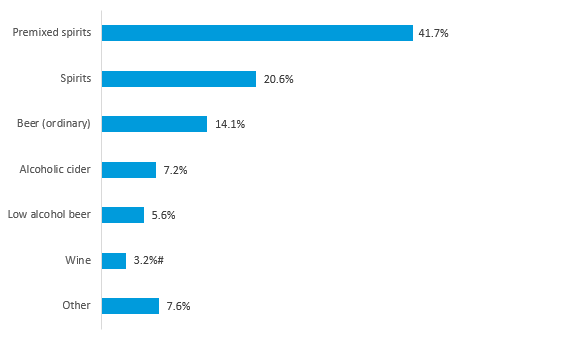 Premixed spirits 41.7%
Spirits 20.6%
Beer (ordinary) 14.1%
Alcoholic cider 7.2%
Low alcohol beer 5.6%
Wine 3.2%#
Other 7.6%